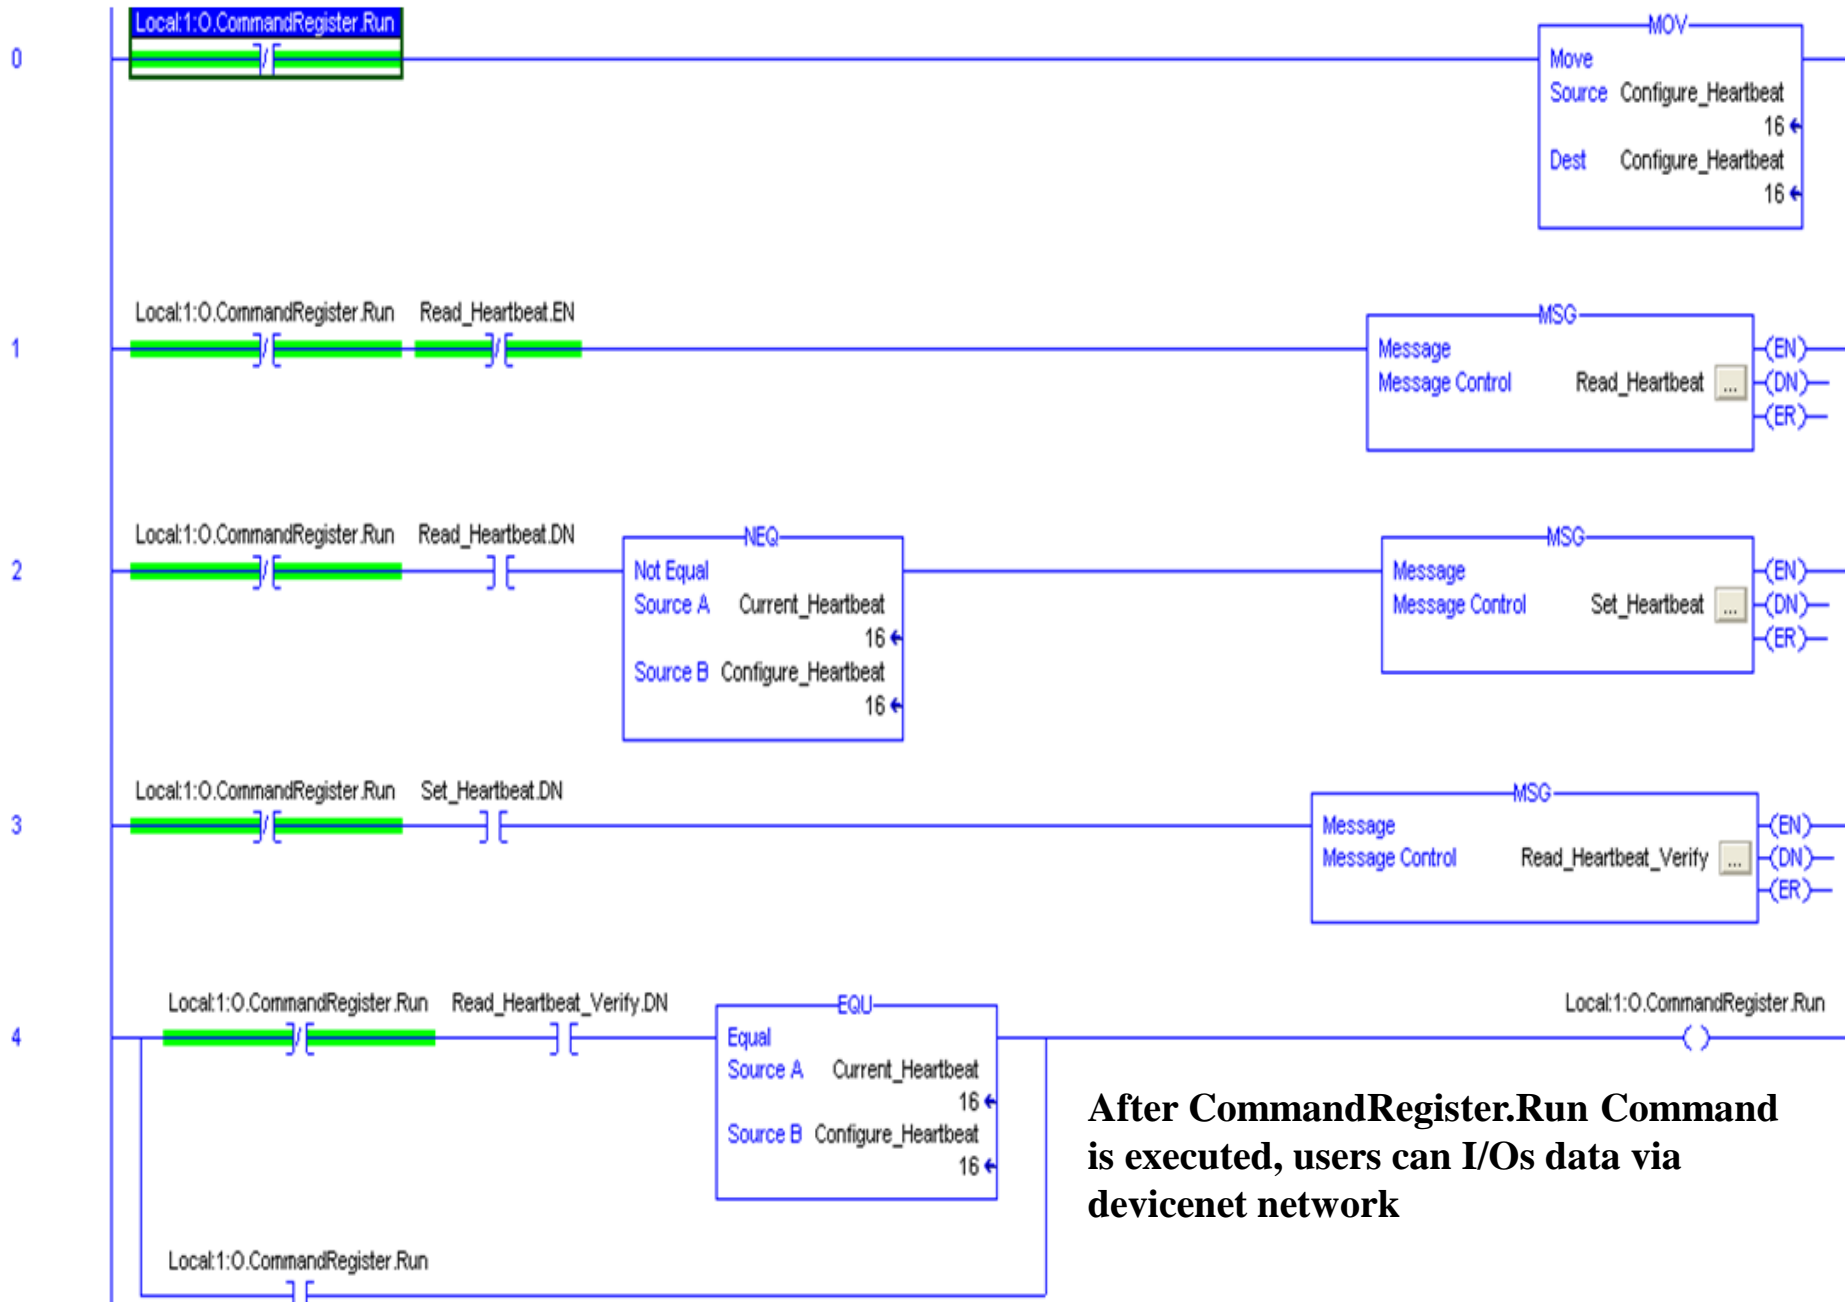 Local:1:O.CommandRegister.Run
MOV
0
Move
Source Configure_Heartbeat
16
Dest Configure_Heartbeat
16
Local:1:O.CommandRegister.Run Read_Heartbeat.EN
MSG
1
Message
(EN)
Message Control Read_Heartbeat ...
(DN)
(ER)
Local:1:O.CommandRegister.Run Read_Heartbeat.DN
NEQ
MSG
2
Not Equal
Source A Current_Heartbeat
16
Source B Configure_Heartbeat
16
Message
(EN)
Message Control Set_Heartbeat ...
(DN)
(ER)
Local:1:O.CommandRegister.Run Set_Heartbeat.DN
MSG
3
Message
(EN)
Message Control Read_Heartbeat_Verify ...
(DN)
(ER)
Local:1:O.CommandRegister.Run Read_Heartbeat_Verify.DN
EQU
Local:1:O.CommandRegister.Run
4
Equal
Source A Current_Heartbeat
16
Source B Configure_Heartbeat
16
After CommandRegister.Run Command
is executed, users can I/Os data via
devicenet network
Local:1:O.CommandRegister.Run